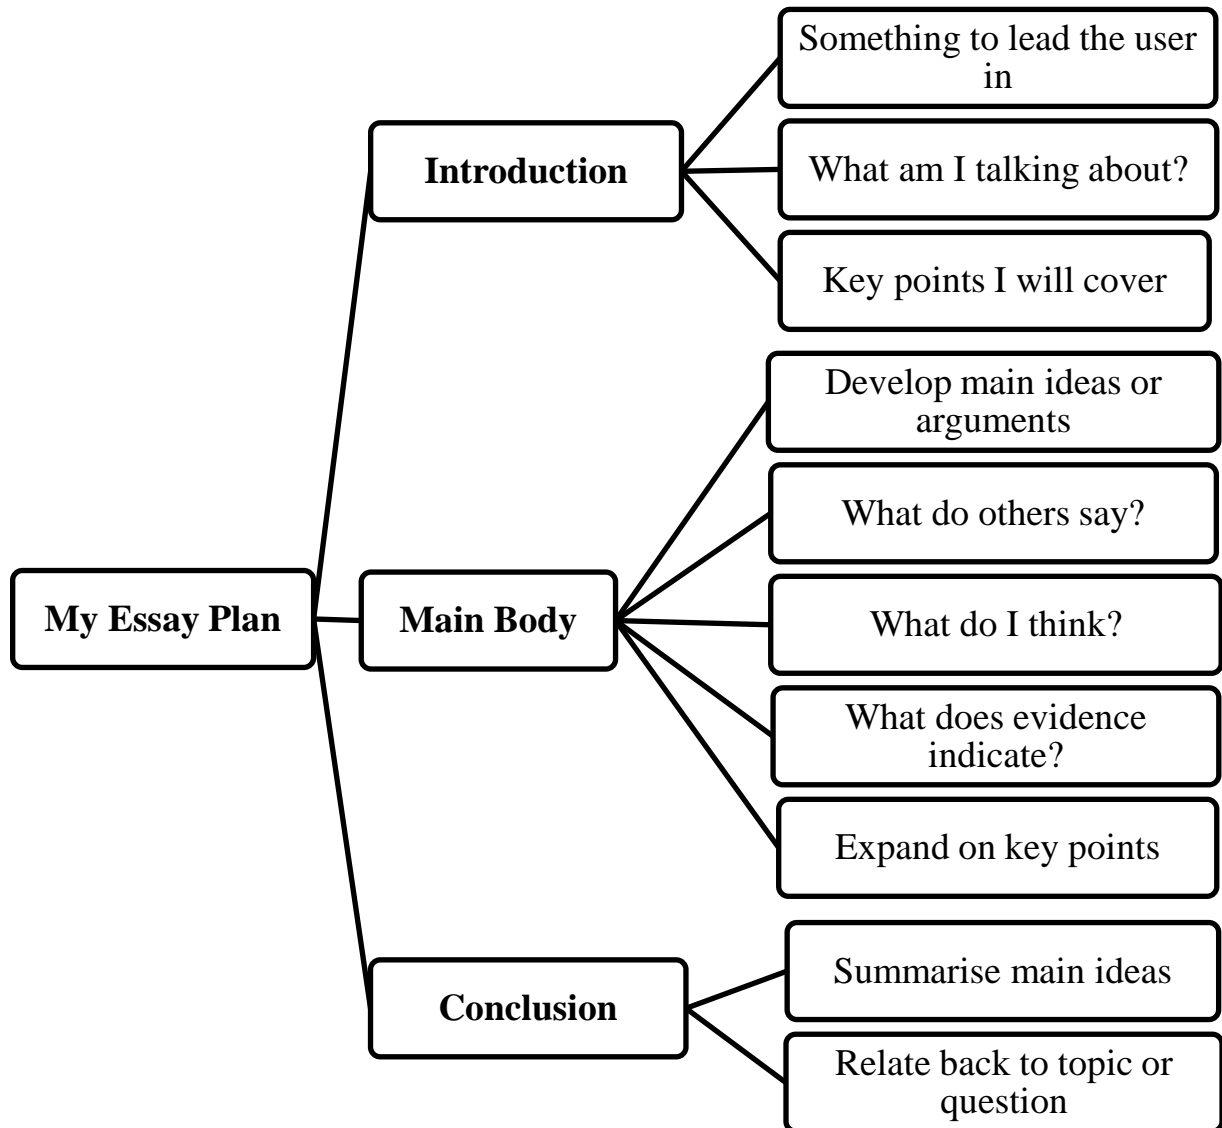 My Essay Plan
Introduction
Something to lead the user
in
What am I talking about?
Key points I will cover
Main Body
Develop main ideas or
arguments
What do others say?
What do I think?
What does evidence
indicate?
Expand on key points
Conclusion
Summarise main ideas
Relate back to topic or
question